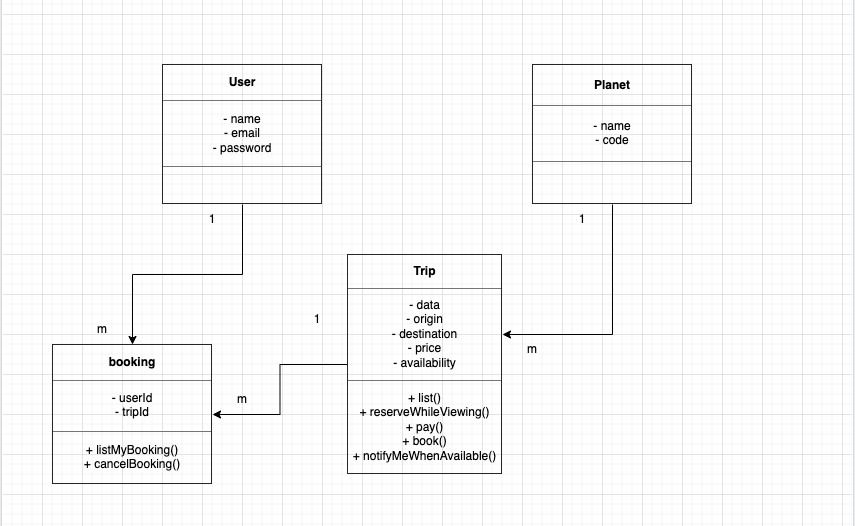 User
- name
- email
- password
Planet
- name
- code
1
1
Trip
- data
- origin
- destination
- price
- availability
+ list()
+ reserveWhileViewing()
+ pay()
+ book()
+ notifyMeWhenAvailable()
1
m
m
booking
- userId
- tripId
+ listMyBooking()
+ cancelBooking()
m